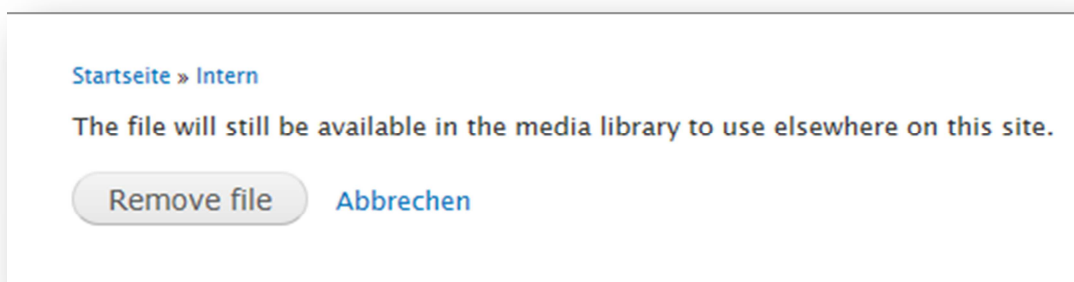 Startseite » Intern
The file will still be available in the media library to use elsewhere on this site.
Remove file Abbrechen